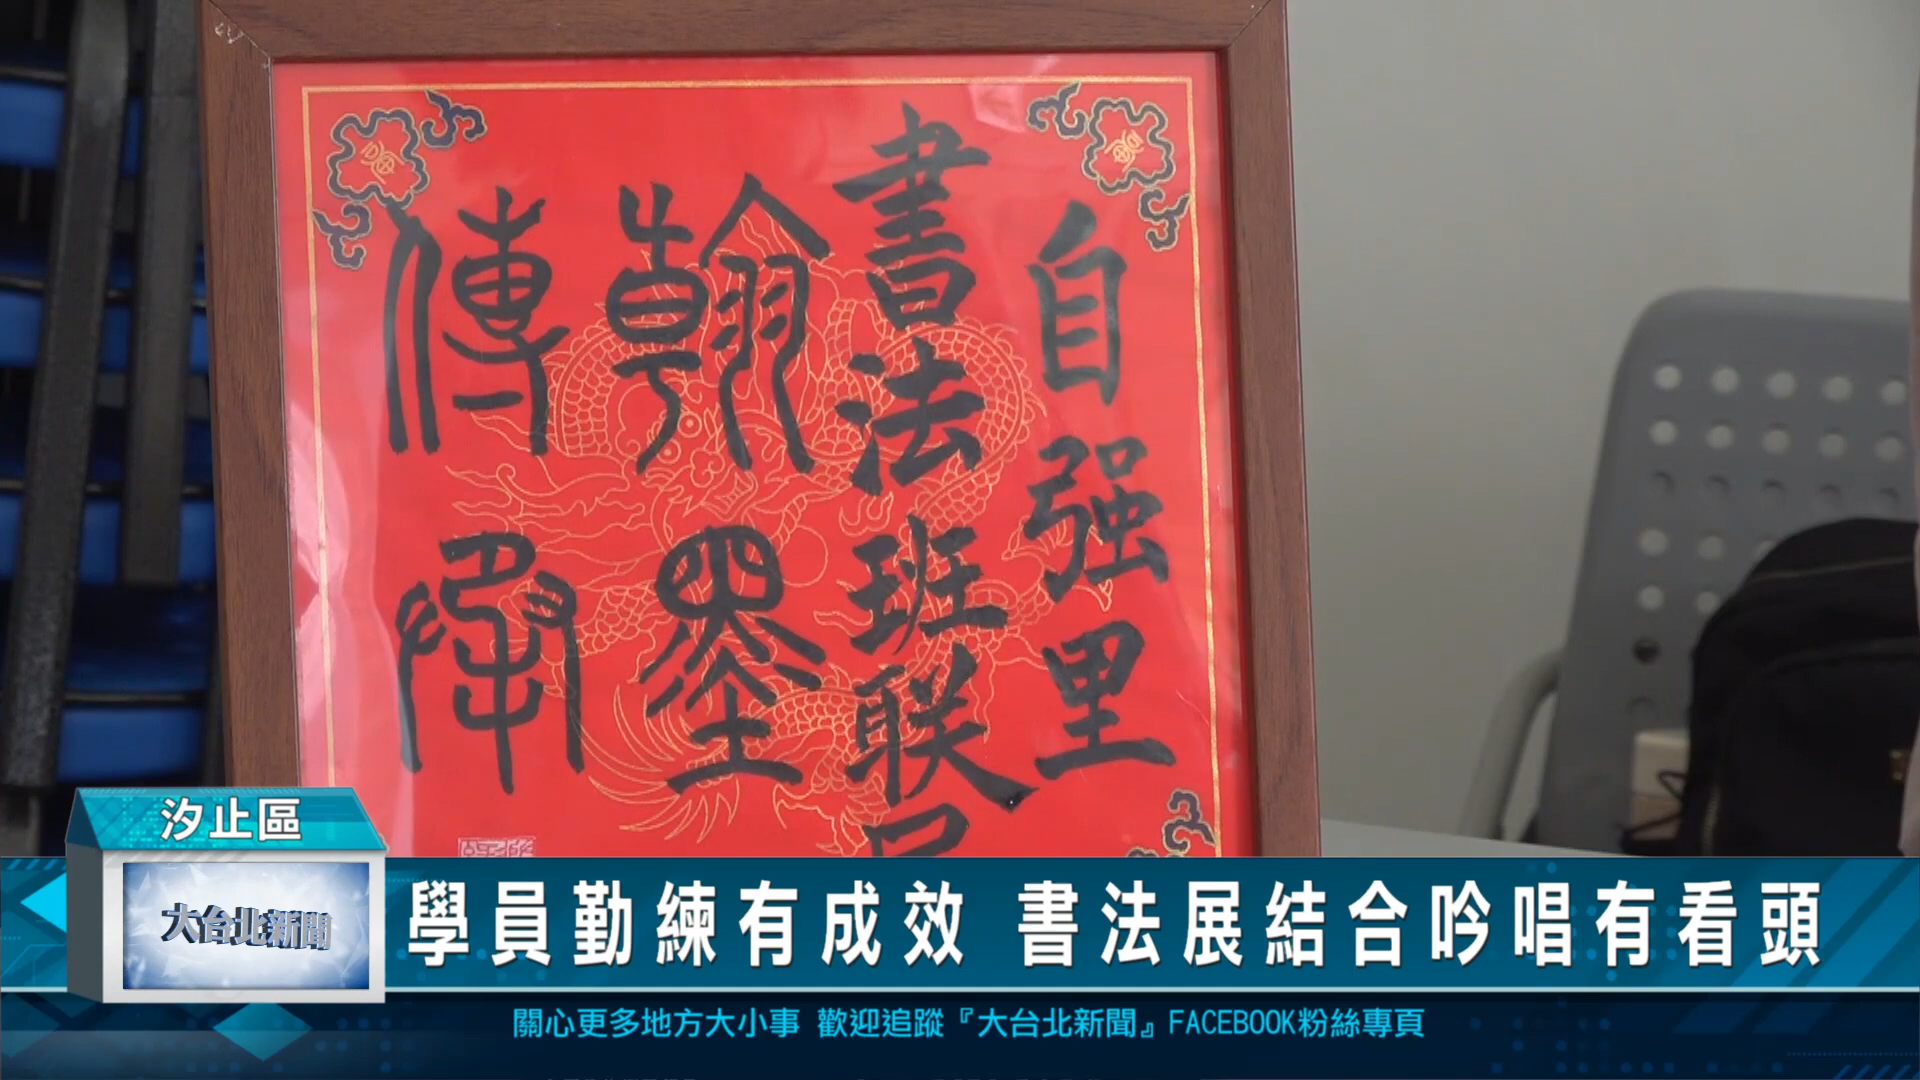 自强里
書法班联
翰墨
傳承
汐止區
大台北新聞
學員勤練有成效 書法展結合吟唱有看頭
關心更多地方大小事 歡迎追蹤『大台北新聞』FACEBOOK粉絲專頁